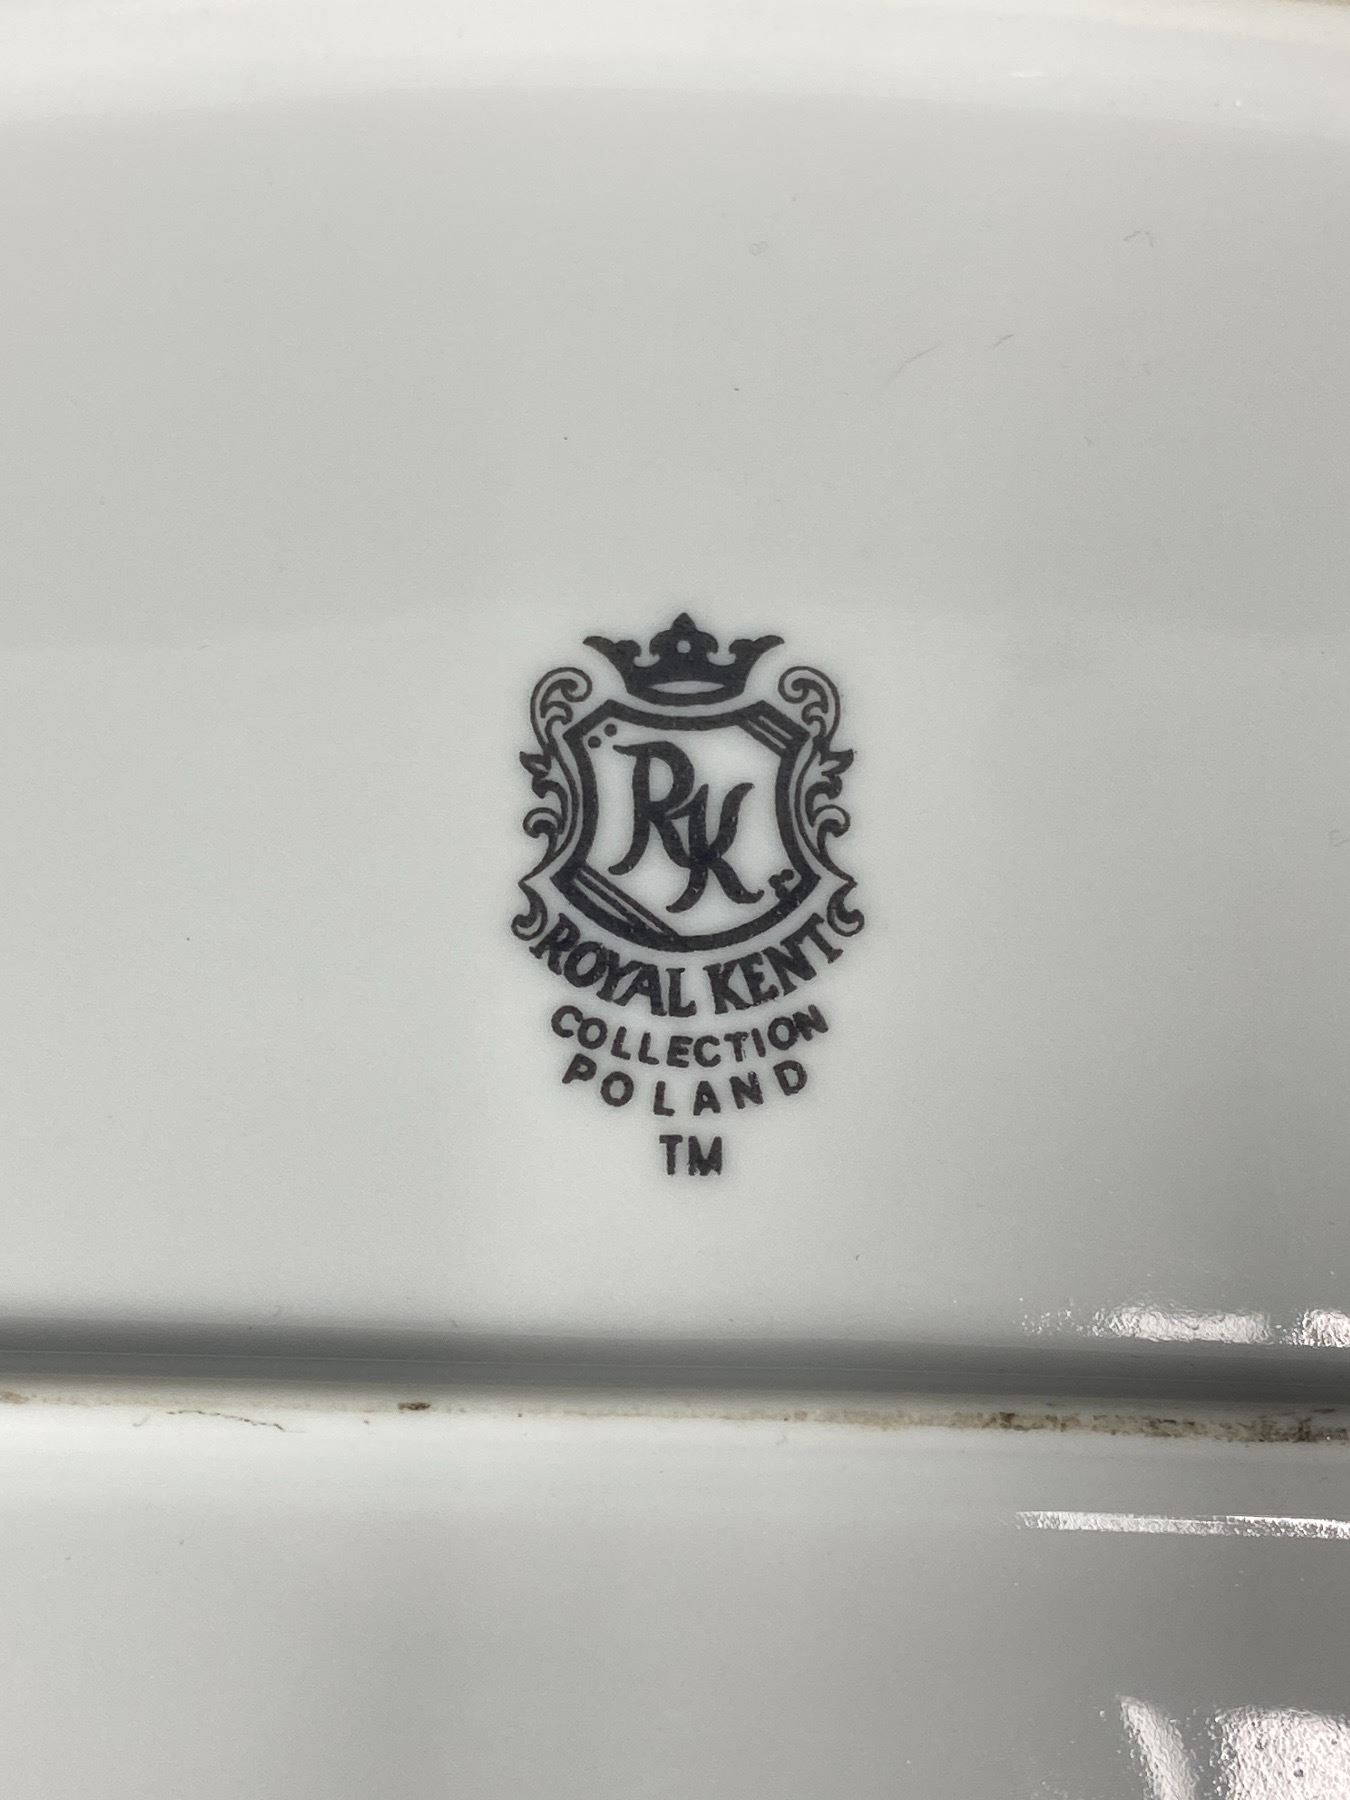 RK
ROYAL KENT
COLLECTION
POLAND
TM